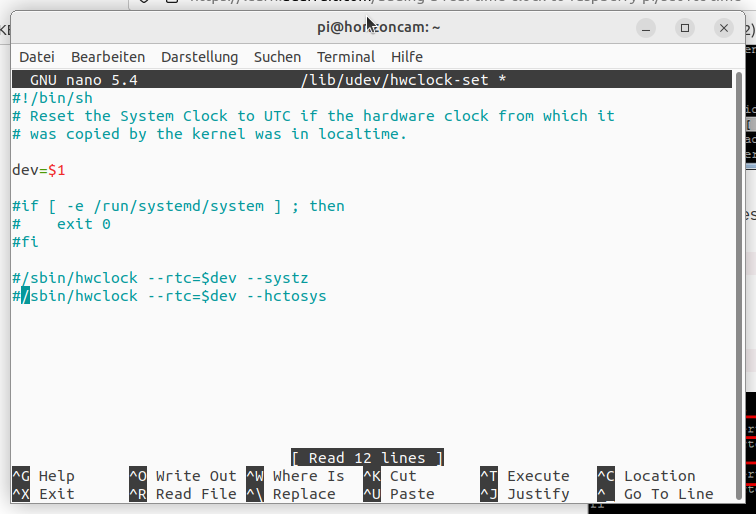 pi@horizoncam: ~
Datei Bearbeiten Darstellung Suchen Terminal Hilfe
GNU nano 5.4 /lib/udev/hwclock-set *
#!/bin/sh
# Reset the System Clock to UTC if the hardware clock from which it
# was copied by the kernel was in localtime.
dev=$1
#if [ -e /run/systemd/system ] ; then
#    exit 0
#fi
#/sbin/hwclock --rtc=$dev --systz
#/sbin/hwclock --rtc=$dev --hctosys
[ Read 12 lines ]
^G Help ^O Write Out ^W Where Is ^K Cut ^T Execute ^C Location
^X Exit ^R Read File ^\ Replace ^U Paste ^J Justify ^_ Go To Line